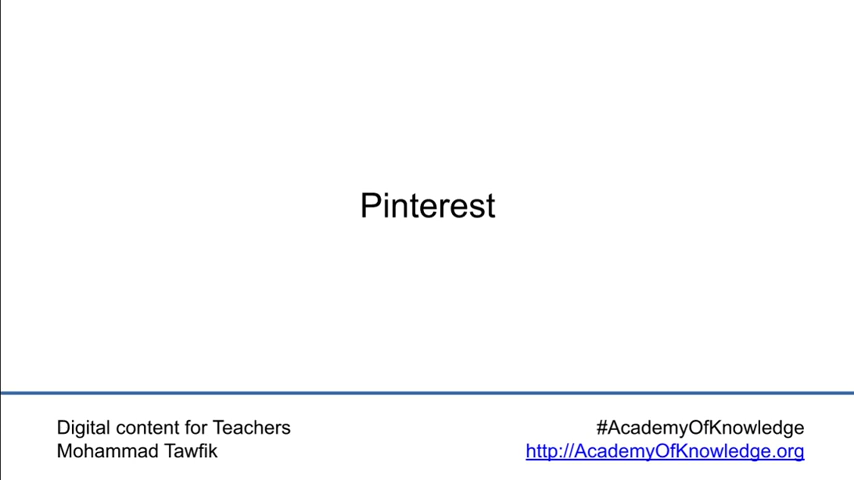 Pinterest
Digital content for Teachers
Mohammad Tawfik
#AcademyOfKnowledge
http://AcademyOfKnowledge.org